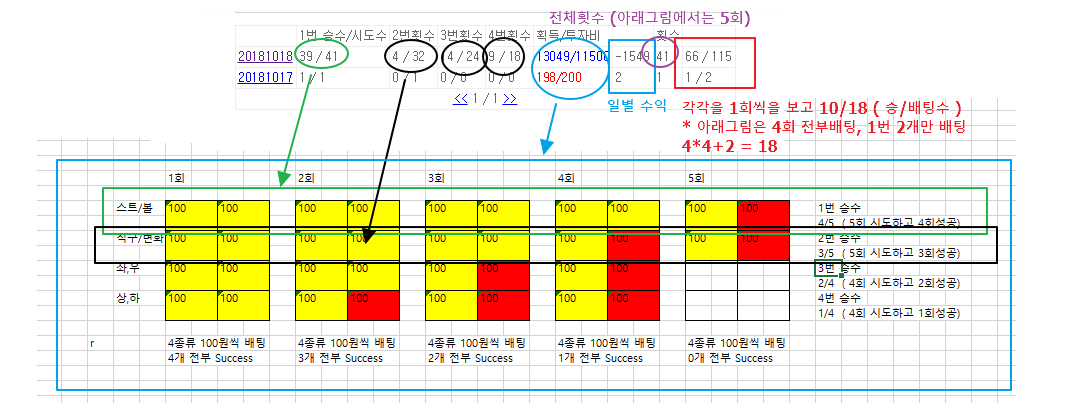 전체횟수 (아래그림에서는 5회)
1번 승수/시도수 2번횟수 3번횟수 4번횟수 획득/투자비 횟수
20181018 39 / 41 4 / 32 4 / 24 9 / 18 13049/11500 -1549 41 66 / 115
20181017 1 / 1 0 / 1 0 / 0 0 / 0 198/200 2 1 1 / 2
<< 1 / 1 >>
일별 수익
각각을 1회씩을 보고 10/18 ( 승/배팅수 )
* 아래그림은 4회 전부배팅, 1번 2개만 배팅
4*4+2 = 18
1회 2회 3회 4회 5회
스트/볼 100 100 100 100 100 100 100 100 100 100 1번 승수
4/5 ( 5회 시도하고 4회성공)
직구/변화 100 100 100 100 100 100 100 100 100 100 2번 승수
3/5 ( 5회 시도하고 3회성공)
좌,우 100 100 100 100 100 100 100 100 3번 승수
2/4 ( 4회 시도하고 2회성공)
상,하 100 100 100 100 100 100 100 100 4번 승수
1/4 ( 4회 시도하고 1회성공)
r 4종류 100원씩 배팅 4종류 100원씩 배팅 4종류 100원씩 배팅 4종류 100원씩 배팅 4종류 100원씩 배팅
4개 전부 Success 3개 전부 Success 2개 전부 Success 1개 전부 Success 0개 전부 Success